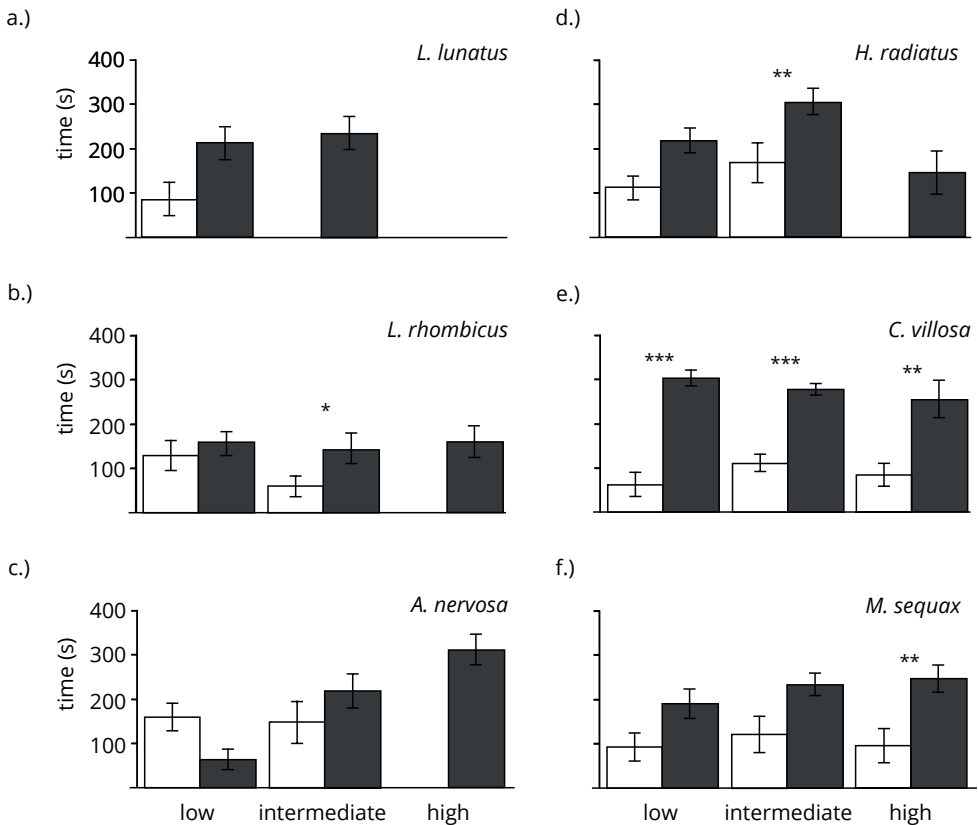 a.)
L. lunatus
400
300
200
100
time (s)
b.)
L. rhombicus
400
300
200
100
time (s)
*
c.)
A. nervosa
400
300
200
100
time (s)
low intermediate high
d.)
H. radiatus
**
e.)
C. villosa
*** *** **
f.)
M. sequax
**
low intermediate high